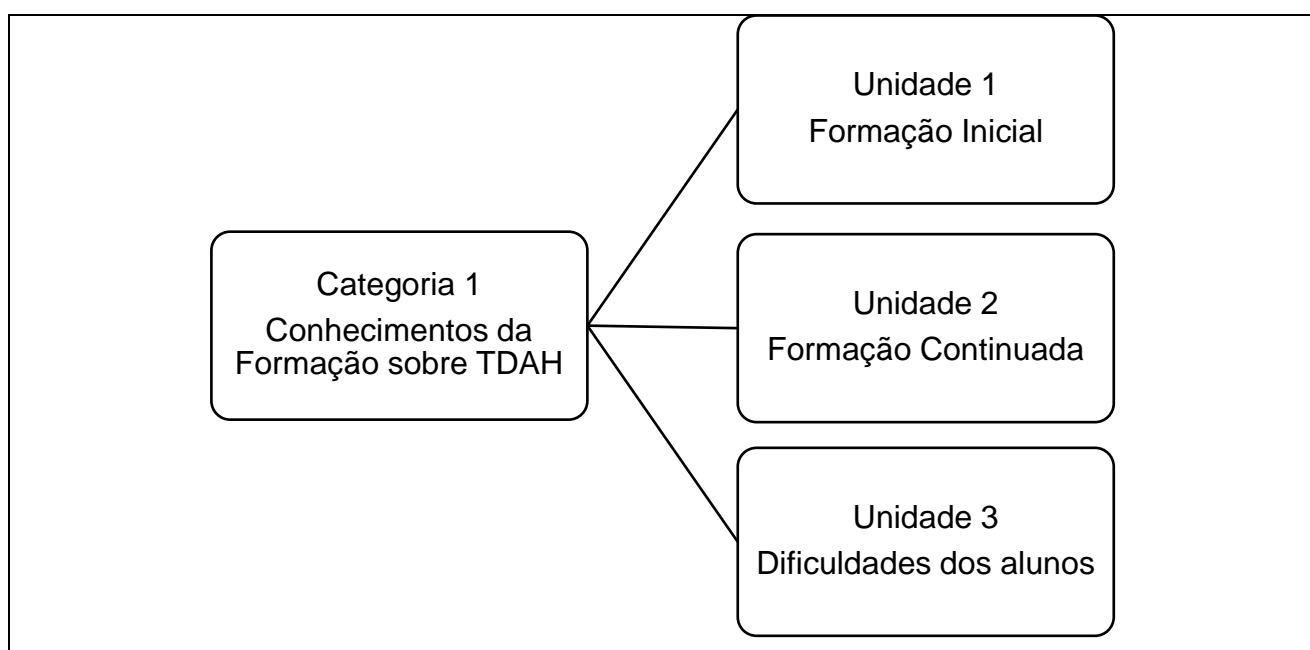 Unidade 1
Formação Inicial
Categoria 1
Conhecimentos da
Formação sobre TDAH
Unidade 2
Formação Continuada
Unidade 3
Dificuldades dos alunos